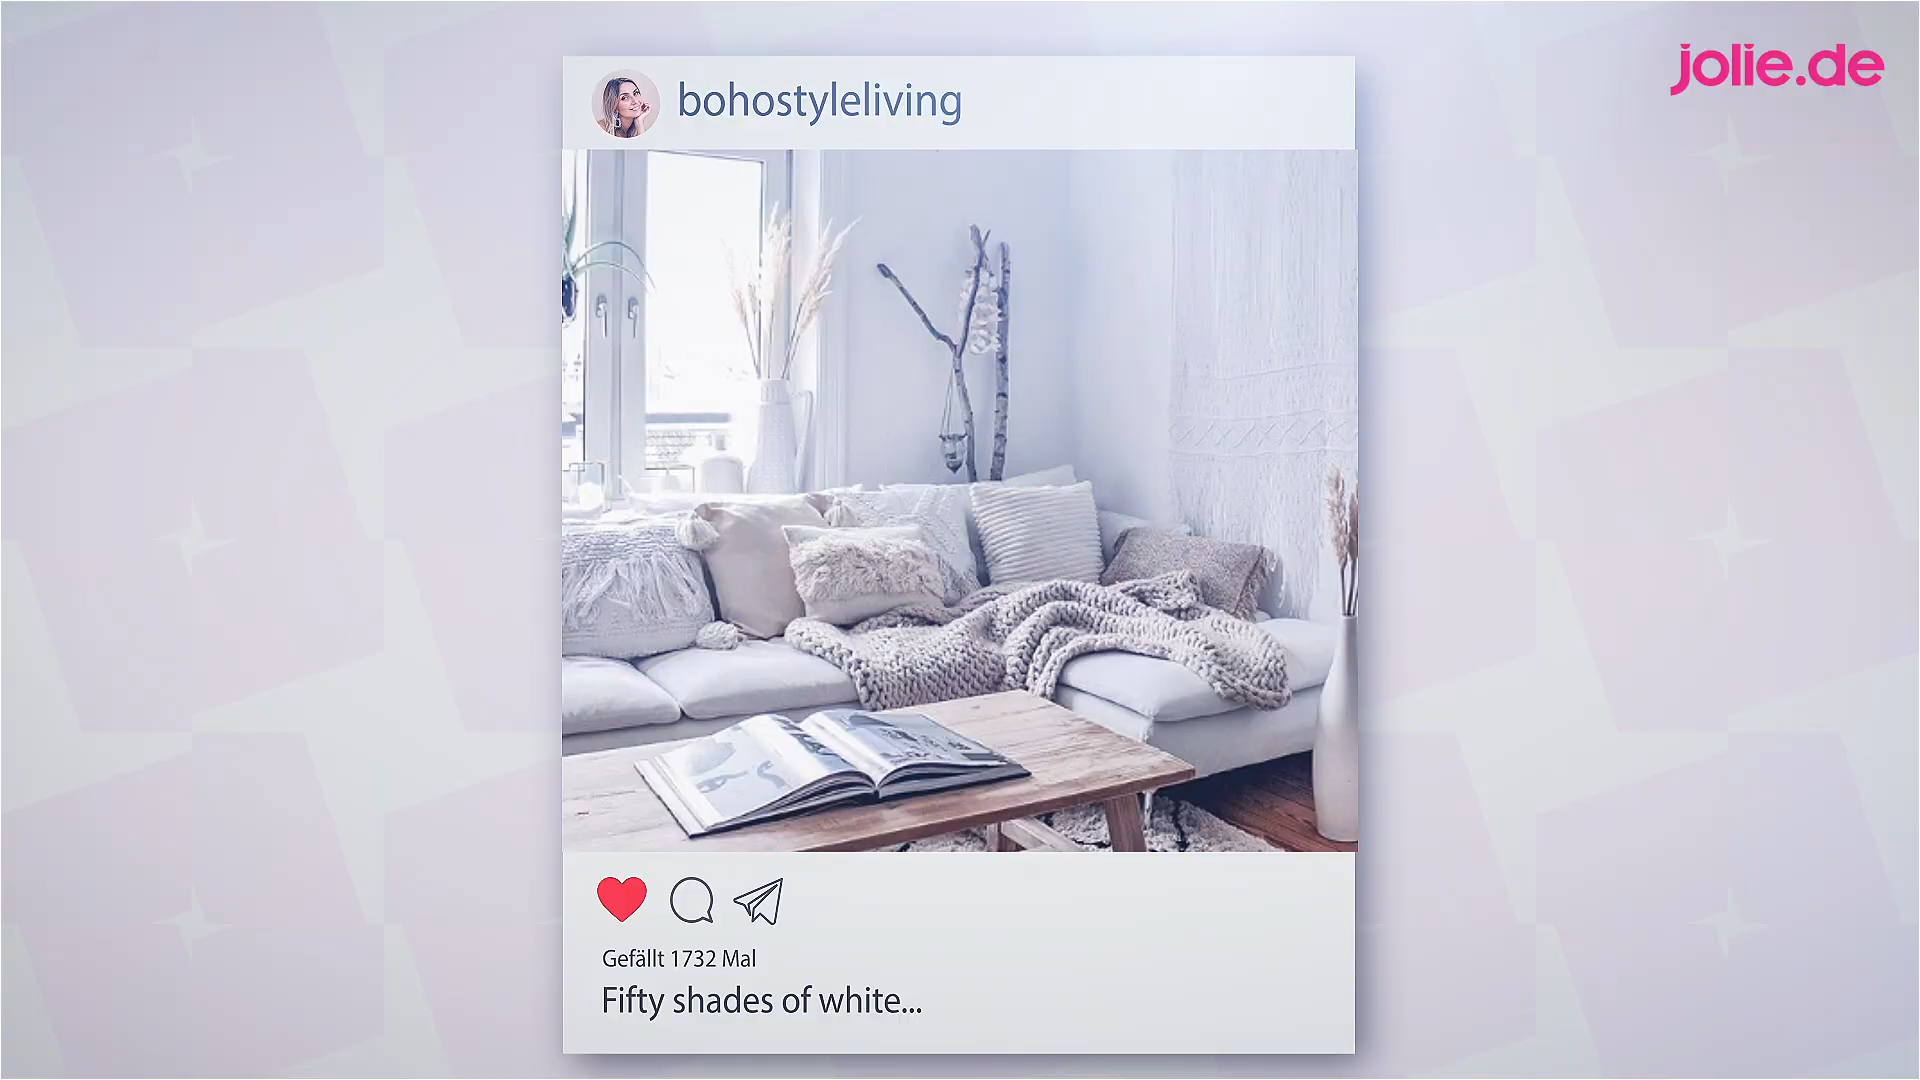 jolie.de
bohostyleliving
Gefällt 1732 Mal
Fifty shades of white...